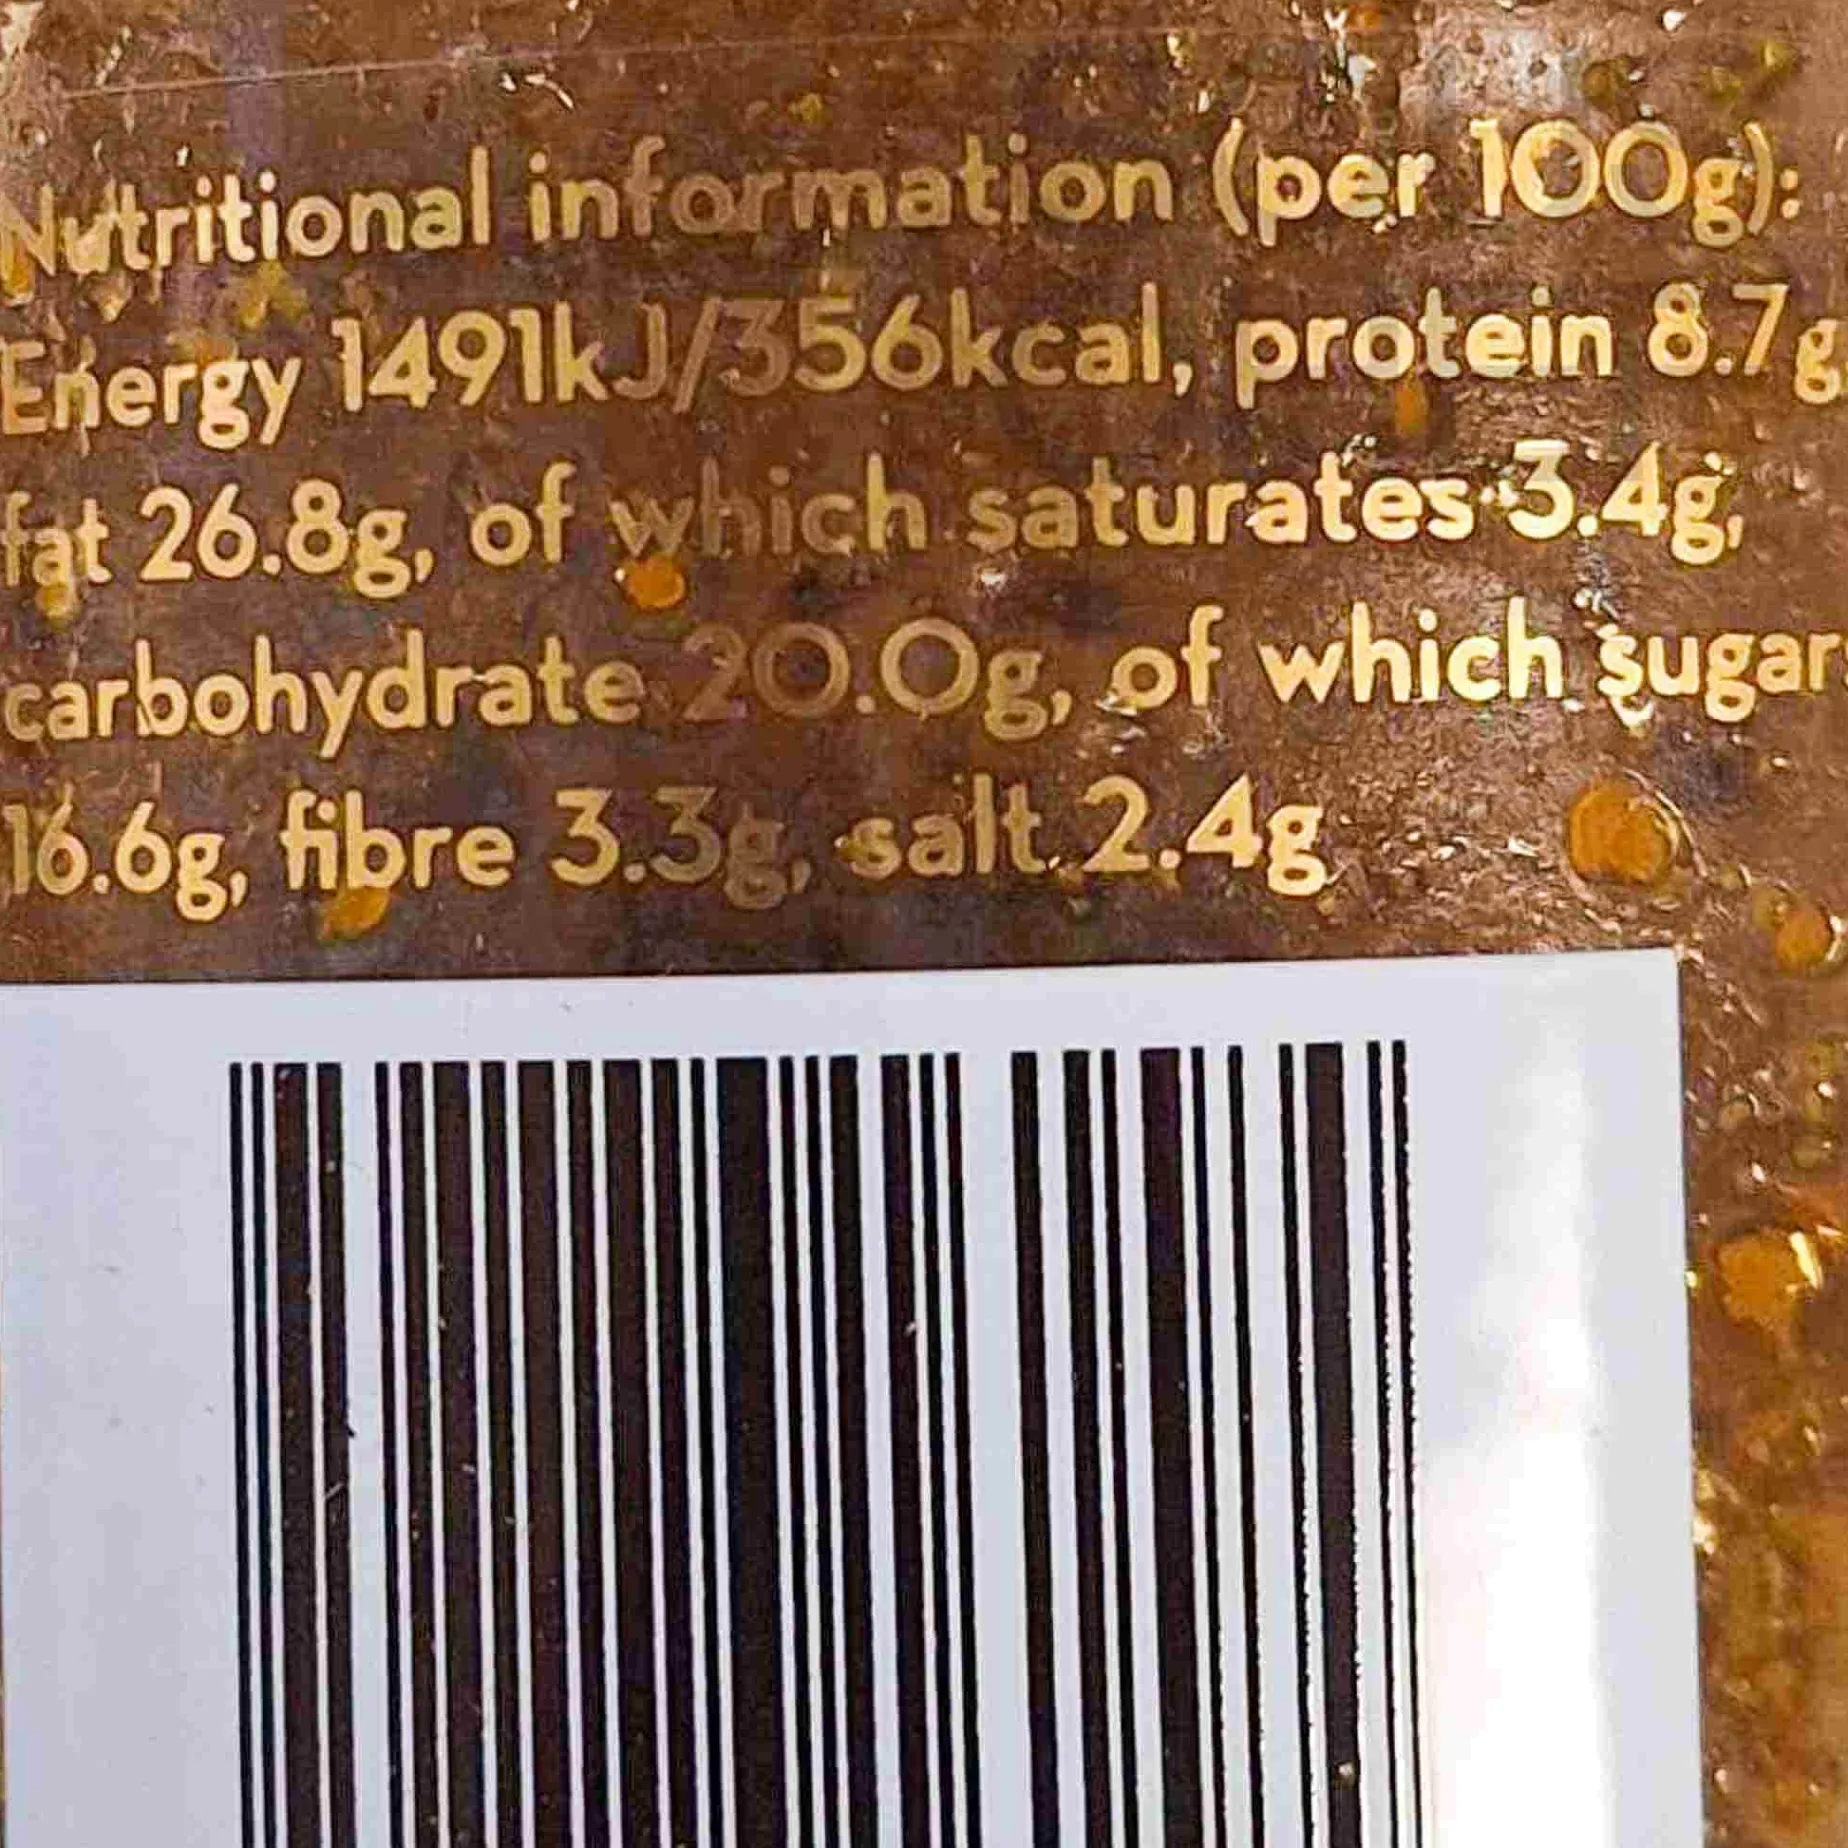 Nutritional information (per 100g):
Energy 1491kJ/356kcal, protein 8.7g,
fat 26.8g, of which saturates 3.4g,
carbohydrate 20.0g, of which sugar
16.6g, fibre 3.3g, salt 2.4g